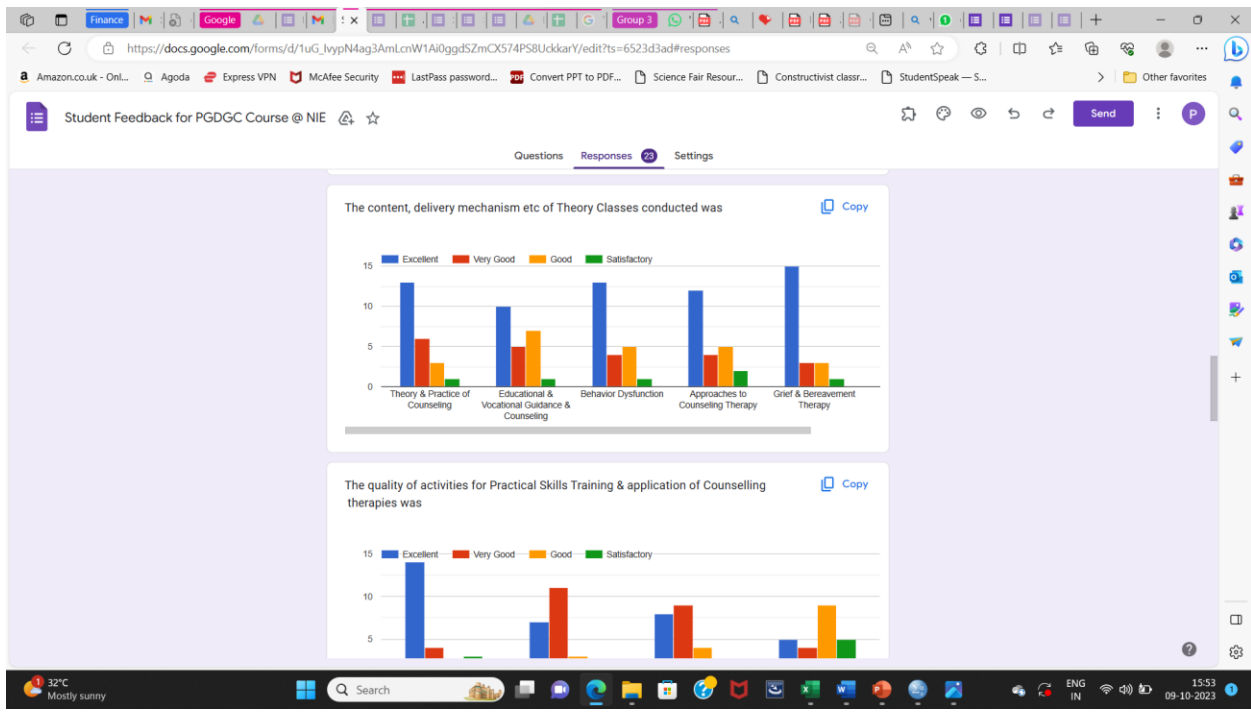 Finance
Google
Group 3
https://docs.google.com/forms/d/1uG_IvypN4ag3AmLcnW1Ai0ggdSZmCX574PS8UckkarY/edit?ts=6523d3ad#responses
Amazon.co.uk - Onl... Agoda Express VPN McAfee Security LastPass password... Convert PPT to PDF... Science Fair Resour... Constructivist classr... StudentSpeak — S... Other favorites
Student Feedback for PGDGC Course @ NIE
Send
P
Questions Responses 23 Settings
The content, delivery mechanism etc of Theory Classes conducted was
Copy
Excellent Very Good Good Satisfactory
15
10
5
0
Theory & Practice of
Counseling
Educational &
Vocational Guidance &
Counseling
Behavior Dysfunction
Approaches to
Counseling Therapy
Grief & Bereavement
Therapy
The quality of activities for Practical Skills Training & application of Counselling
therapies was
Copy
Excellent Very Good Good Satisfactory
15
10
5
1
32°C
Mostly sunny
Search
ENG
IN
15:53
09-10-2023
1